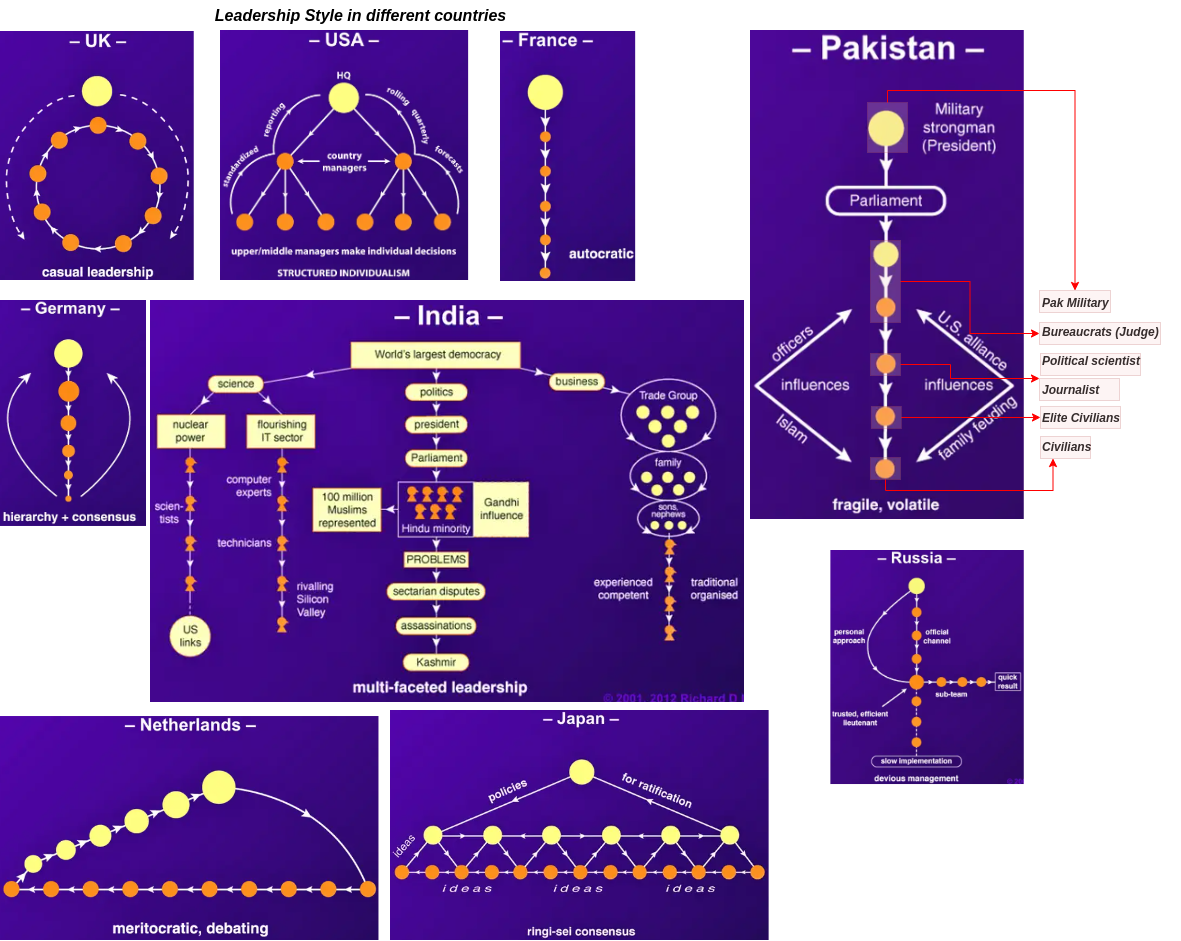 Leadership Style in different countries
– UK –
casual leadership
– USA –
HQ
reporting
rolling
quarterly
standardized
forecasts
country
managers
upper/middle managers make individual decisions
STRUCTURED INDIVIDUALISM
– France –
autocratic
– Pakistan –
Military
strongman
(President)
Parliament
officers
U.S. alliance
influences
influences
Islam
family feuding
fragile, volatile
Pak Military
Bureaucrats (Judge)
Political scientist
Journalist
Elite Civilians
Civilians
– Germany –
hierarchy + consensus
– India –
World's largest democracy
science
politics
business
nuclear
power
flourishing
IT sector
president
Parliament
Trade Group
family
sons,
nephews
scien-
tists
computer
experts
technicians
rivalling
Silicon
Valley
US
links
100 million
Muslims
represented
Hindu minority
Gandhi
influence
PROBLEMS
sectarian disputes
assassinations
Kashmir
experienced
competent
traditional
organised
multi-faceted leadership
© 2001, 2012 Richard D
– Russia –
personal
approach
official
channel
quick
result
sub-team
trusted, efficient
lieutenant
slow implementation
devious management
– Netherlands –
meritocratic, debating
– Japan –
policies
for ratification
ideas
ideas
ideas
ideas
ringi-sei consensus